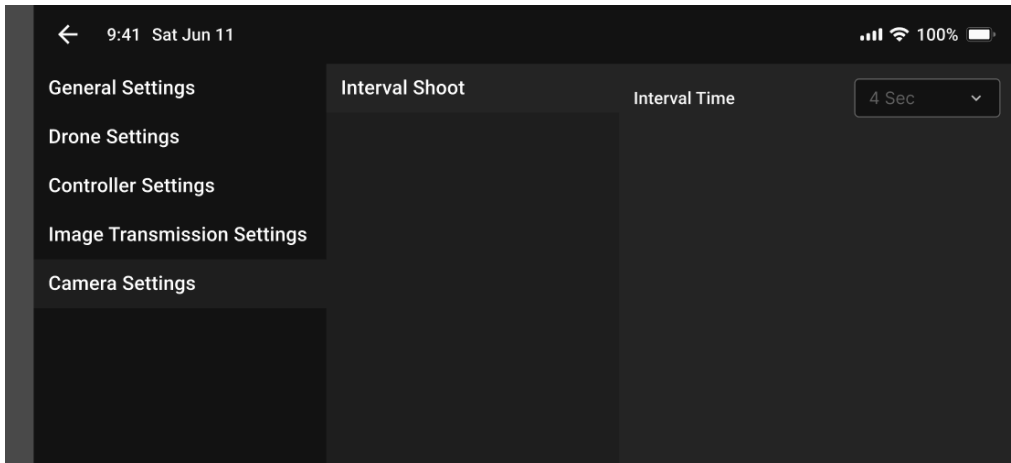 9:41 Sat Jun 11
100%
General Settings
Drone Settings
Controller Settings
Image Transmission Settings
Camera Settings
Interval Shoot
Interval Time
4 Sec